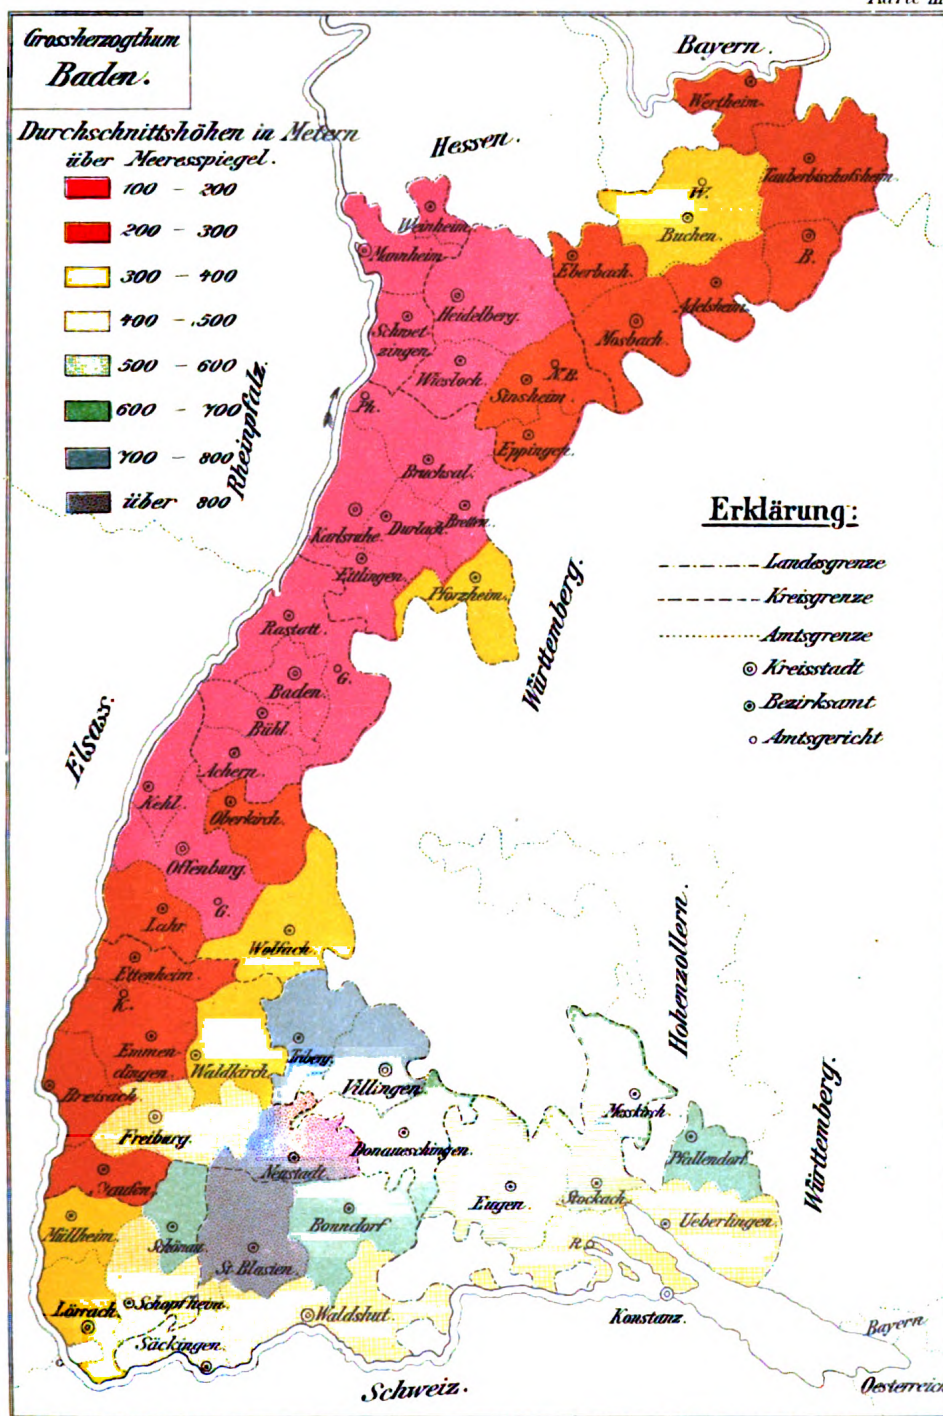 Grossherzogthum
Baden.
Durchschnittshöhen in Metern
über Meeresspiegel.
100 – 200
200 – 300
300 – 400
400 – 500
500 – 600
600 – 700
700 – 800
über 800
Bayern.
Hessen.
Rheinpfalz.
Elsass.
Württemberg.
Hohenzollern.
Württemberg.
Schweiz.
Bayern
Oesterreich
Erklärung:
Landesgrenze
Kreisgrenze
Amtsgrenze
Kreisstadt
Bezirksamt
Amtsgericht
Wertheim.
Tauberbischofsheim.
W.
Buchen.
B.
Weinheim.
Mannheim.
Eberbach.
Adelsheim.
Heidelberg.
Schwet-
zingen.
Mosbach.
Wiesloch.
N.B.
Sinsheim.
Ph.
Eppingen.
Bruchsal.
Karlsruhe.
Durlach.
Bretten.
Ettlingen.
Pforzheim.
Rastatt.
Baden.
G.
Bühl.
Achern.
Kehl.
Oberkirch.
Offenburg.
G.
Lahr.
Wolfach.
Ettenheim.
K.
Emmen-
dingen.
Waldkirch.
Triberg.
Villingen.
Breisach
Freiburg.
Donaueschingen.
Messkirch
Neustadt.
Pfullendorf
Staufen.
Engen.
Stockach.
Ueberlingen.
Müllheim.
Schönau.
Bonndorf
St. Blasien.
R.
Lörrach.
Schopfheim.
Waldshut.
Konstanz.
Säckingen.